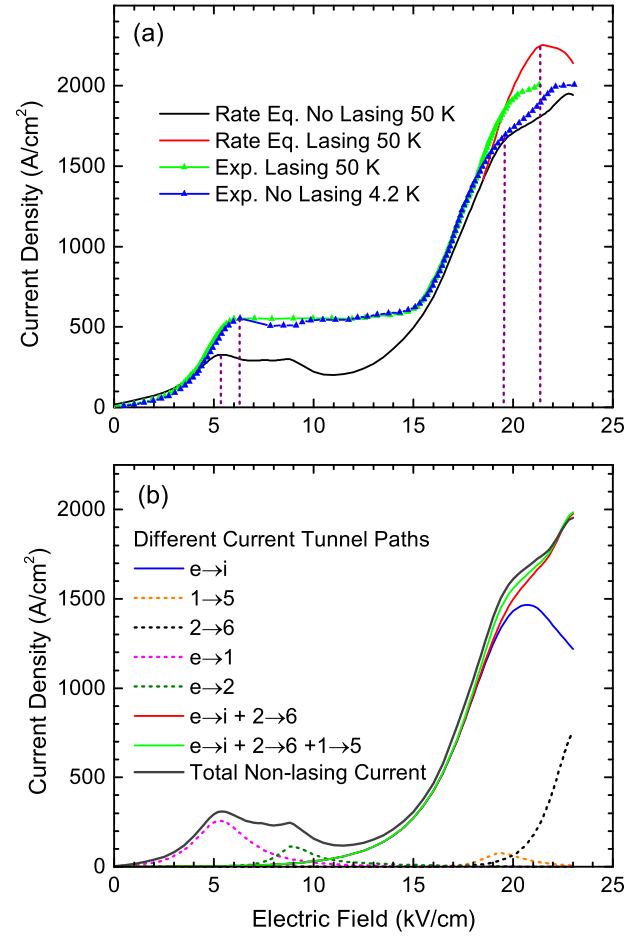 (a)
Rate Eq. No Lasing 50 K
Rate Eq. Lasing 50 K
Exp. Lasing 50 K
Exp. No Lasing 4.2 K
Current Density (A/cm²)
2000
1500
1000
500
0
0 5 10 15 20 25
(b)
Different Current Tunnel Paths
e→i
1→5
2→6
e→1
e→2
e→i + 2→6
e→i + 2→6 +1→5
Total Non-lasing Current
Current Density (A/cm²)
2000
1500
1000
500
0
0 5 10 15 20 25
Electric Field (kV/cm)